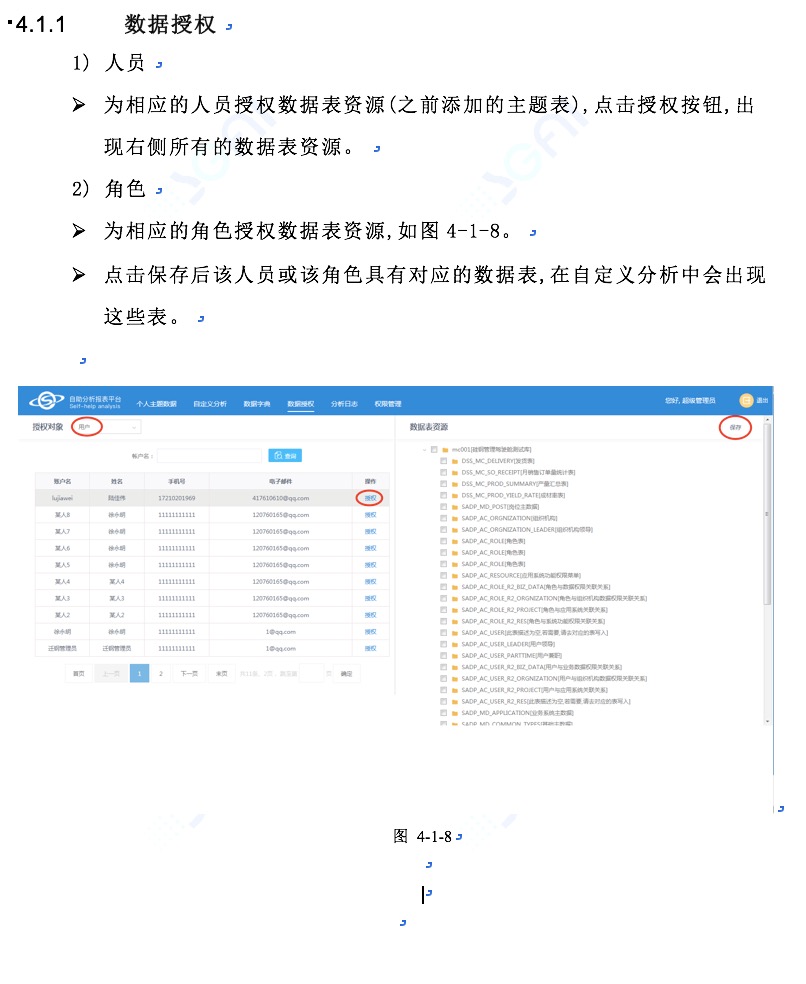 4.1.1 数据授权
1) 人员
➢ 为相应的人员授权数据表资源(之前添加的主题表),点击授权按钮,出
现右侧所有的数据表资源。
2) 角色
➢ 为相应的角色授权数据表资源,如图 4-1-8。
➢ 点击保存后该人员或该角色具有对应的数据表,在自定义分析中会出现
这些表。
自助分析报表平台 个人主题数据 自定义分析 数据字典 数据授权 分析日志 权限管理 您好, 超级管理员 退出
Self-help analysis
授权对象 用户 数据表资源 保存
帐户名: 查询
账户名 姓名 手机号 电子邮件 操作
lujiawei 陆佳伟 17210201969 417610610@qq.com 授权
某人8 徐永明 11111111111 120760165@qq.com 授权
某人7 徐永明 11111111111 120760165@qq.com 授权
某人6 徐永明 11111111111 120760165@qq.com 授权
某人5 徐永明 11111111111 120760165@qq.com 授权
某人4 某人4 11111111111 120760165@qq.com 授权
某人3 某人3 11111111111 120760165@qq.com 授权
某人2 某人2 11111111111 120760165@qq.com 授权
徐永明 徐永明 11111111111 1@qq.com 授权
迁钢管理员 迁钢管理员 11111111111 1@qq.com 授权
首页 上一页 1 2 下一页 末页 共11条 2页, 跳至第 页 确定
mc001[硅钢管理驾驶舱测试库]
DSS_MC_DELIVERY[发货表]
DSS_MC_SO_RECEIPT[月销售订单量统计表]
DSS_MC_PROD_SUMMARY[产量汇总表]
DSS_MC_PROD_YIELD_RATE[成材率表]
SADP_MD_POST[岗位主数据]
SADP_AC_ORGNIZATION[组织机构]
SADP_AC_ORGNIZATION_LEADER[组织机构领导]
SADP_AC_ROLE[角色表]
SADP_AC_ROLE[角色表]
SADP_AC_ROLE[角色表]
SADP_AC_RESOURCE[应用系统功能权限菜单]
SADP_AC_ROLE_R2_BIZ_DATA[角色与数据权限关联关系]
SADP_AC_ROLE_R2_ORGNIZATION[角色与组织机构数据权限关联关系]
SADP_AC_ROLE_R2_PROJECT[角色与应用系统关联关系]
SADP_AC_ROLE_R2_RES[角色与系统功能权限关联关系]
SADP_AC_USER[此表描述为空,若需要,请去对应的表写入]
SADP_AC_USER_LEADER[用户领导]
SADP_AC_USER_PARTTIME[用户兼职]
SADP_AC_USER_R2_BIZ_DATA[用户与业务数据权限关联关系]
SADP_AC_USER_R2_ORGNIZATION[用户与组织机构数据权限关联关系]
SADP_AC_USER_R2_PROJECT[用户与应用系统关联关系]
SADP_AC_USER_R2_RES[此表描述为空,若需要,请去对应的表写入]
SADP_MD_APPLICATION[业务系统主数据]
SADP_MD_COMMON_TYPES[基础主数据]
图 4-1-8